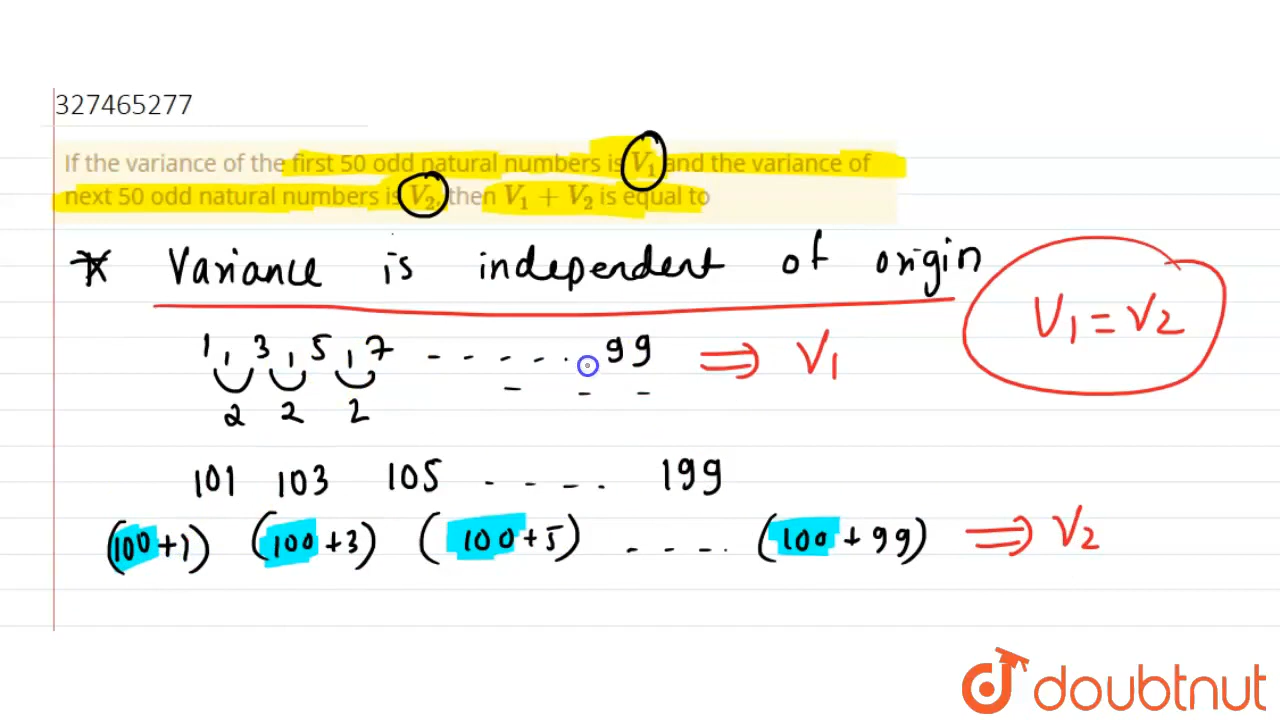 327465277
If the variance of the first 50 odd natural numbers is V₁ and the variance of
next 50 odd natural numbers is V₂, then V₁ + V₂ is equal to
* Variance is independent of origin
V₁ = V₂
1, 3, 5, 7 - - - - - . 99 ⟹ V₁
2 2 2 - - -
101 103 105 - - - - . 199
(100+1) (100+3) (100+5) - - - - (100+99) ⟹ V₂
doubtnut